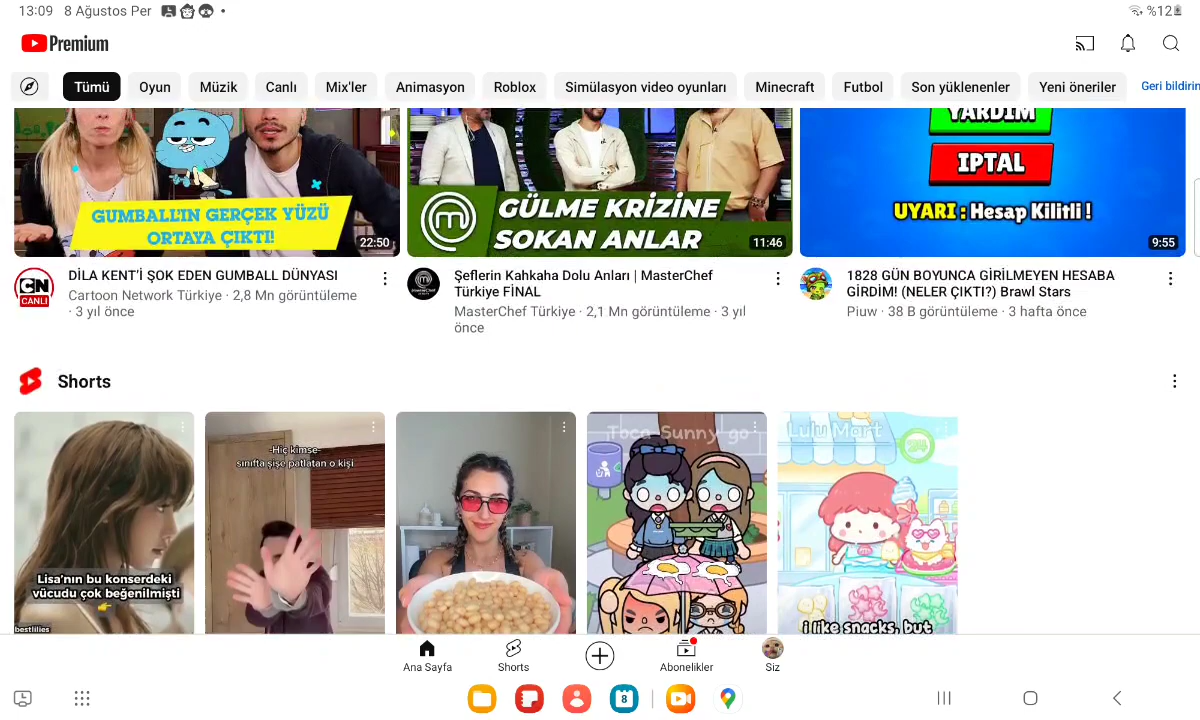 13:09 8 Ağustos Per
%12
Premium
Tümü Oyun Müzik Canlı Mix'ler Animasyon Roblox Simülasyon video oyunları Minecraft Futbol Son yüklenenler Yeni öneriler Geri bildirin
GUMBALL'IN GERÇEK YÜZÜ
ORTAYA ÇIKTI!
22:50
GÜLME KRİZİNE
SOKAN ANLAR
11:46
YARDIM
IPTAL
UYARI : Hesap Kilitli !
9:55
CN
CANLI
DİLA KENT'İ ŞOK EDEN GUMBALL DÜNYASI
Cartoon Network Türkiye · 2,8 Mn görüntüleme
· 3 yıl önce
Şeflerin Kahkaha Dolu Anları | MasterChef
Türkiye FİNAL
MasterChef Türkiye · 2,1 Mn görüntüleme · 3 yıl
önce
1828 GÜN BOYUNCA GİRİLMEYEN HESABA
GİRDİM! (NELER ÇIKTI?) Brawl Stars
Piuw · 38 B görüntüleme · 3 hafta önce
Shorts
Lisa'nın bu konserdeki
vücudu çok beğenilmişti
bestlilies
-Hiç kimse-
sınıfta şişe patlatan o kişi
Toca Sunny go
Lulu Mart
24
i like snacks, but
Ana Sayfa
Shorts
Abonelikler
Siz
8